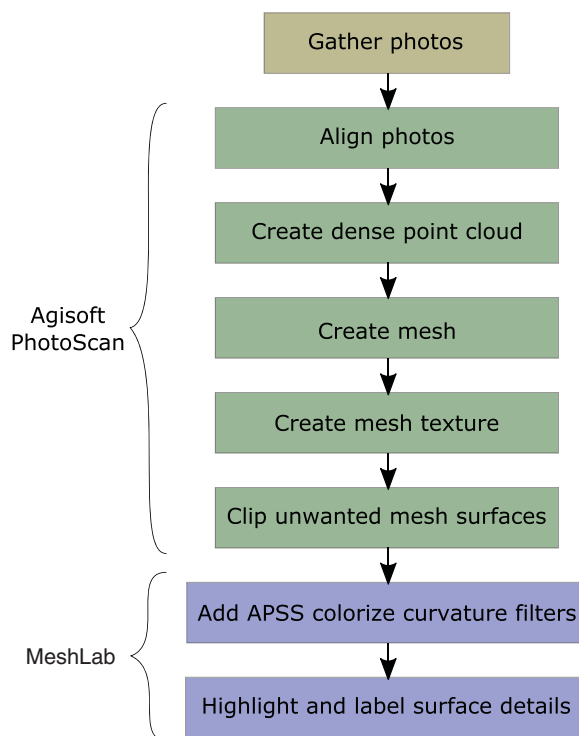 Gather photos
Align photos
Create dense point cloud
Agisoft
PhotoScan
Create mesh
Create mesh texture
Clip unwanted mesh surfaces
Add APSS colorize curvature filters
MeshLab
Highlight and label surface details